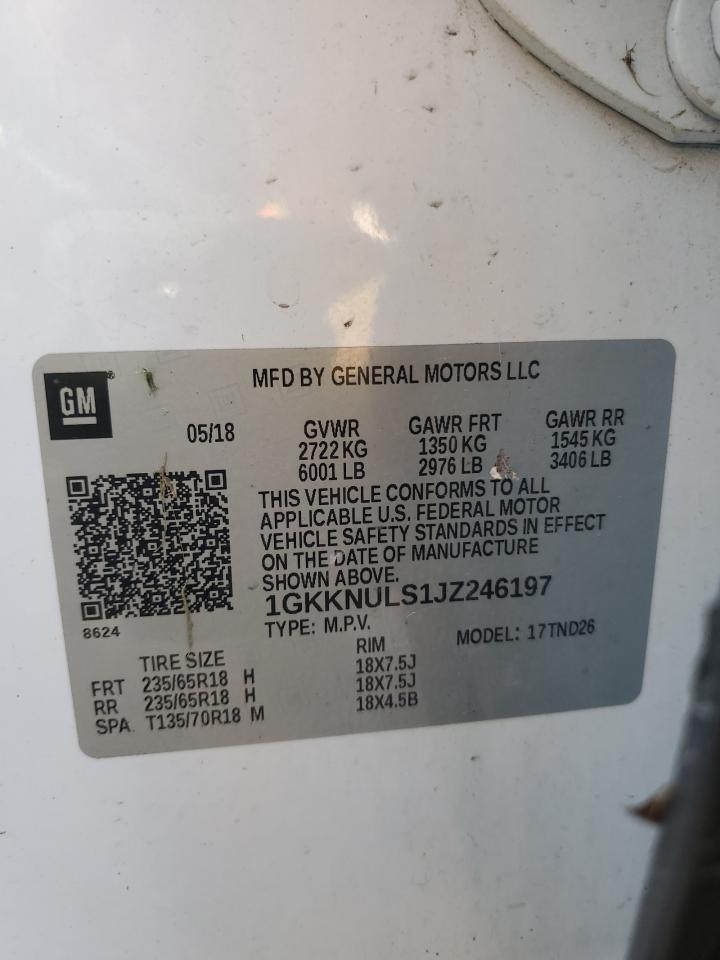 GM
MFD BY GENERAL MOTORS LLC
05/18 GVWR GAWR FRT GAWR RR
2722 KG 1350 KG 1545 KG
6001 LB 2976 LB 3406 LB
THIS VEHICLE CONFORMS TO ALL
APPLICABLE U.S. FEDERAL MOTOR
VEHICLE SAFETY STANDARDS IN EFFECT
ON THE DATE OF MANUFACTURE
SHOWN ABOVE.
1GKKNULS1JZ246197
8624
TYPE: M.P.V. MODEL: 17TND26
TIRE SIZE RIM
FRT 235/65R18 H 18X7.5J
RR 235/65R18 H 18X7.5J
SPA T135/70R18 M 18X4.5B